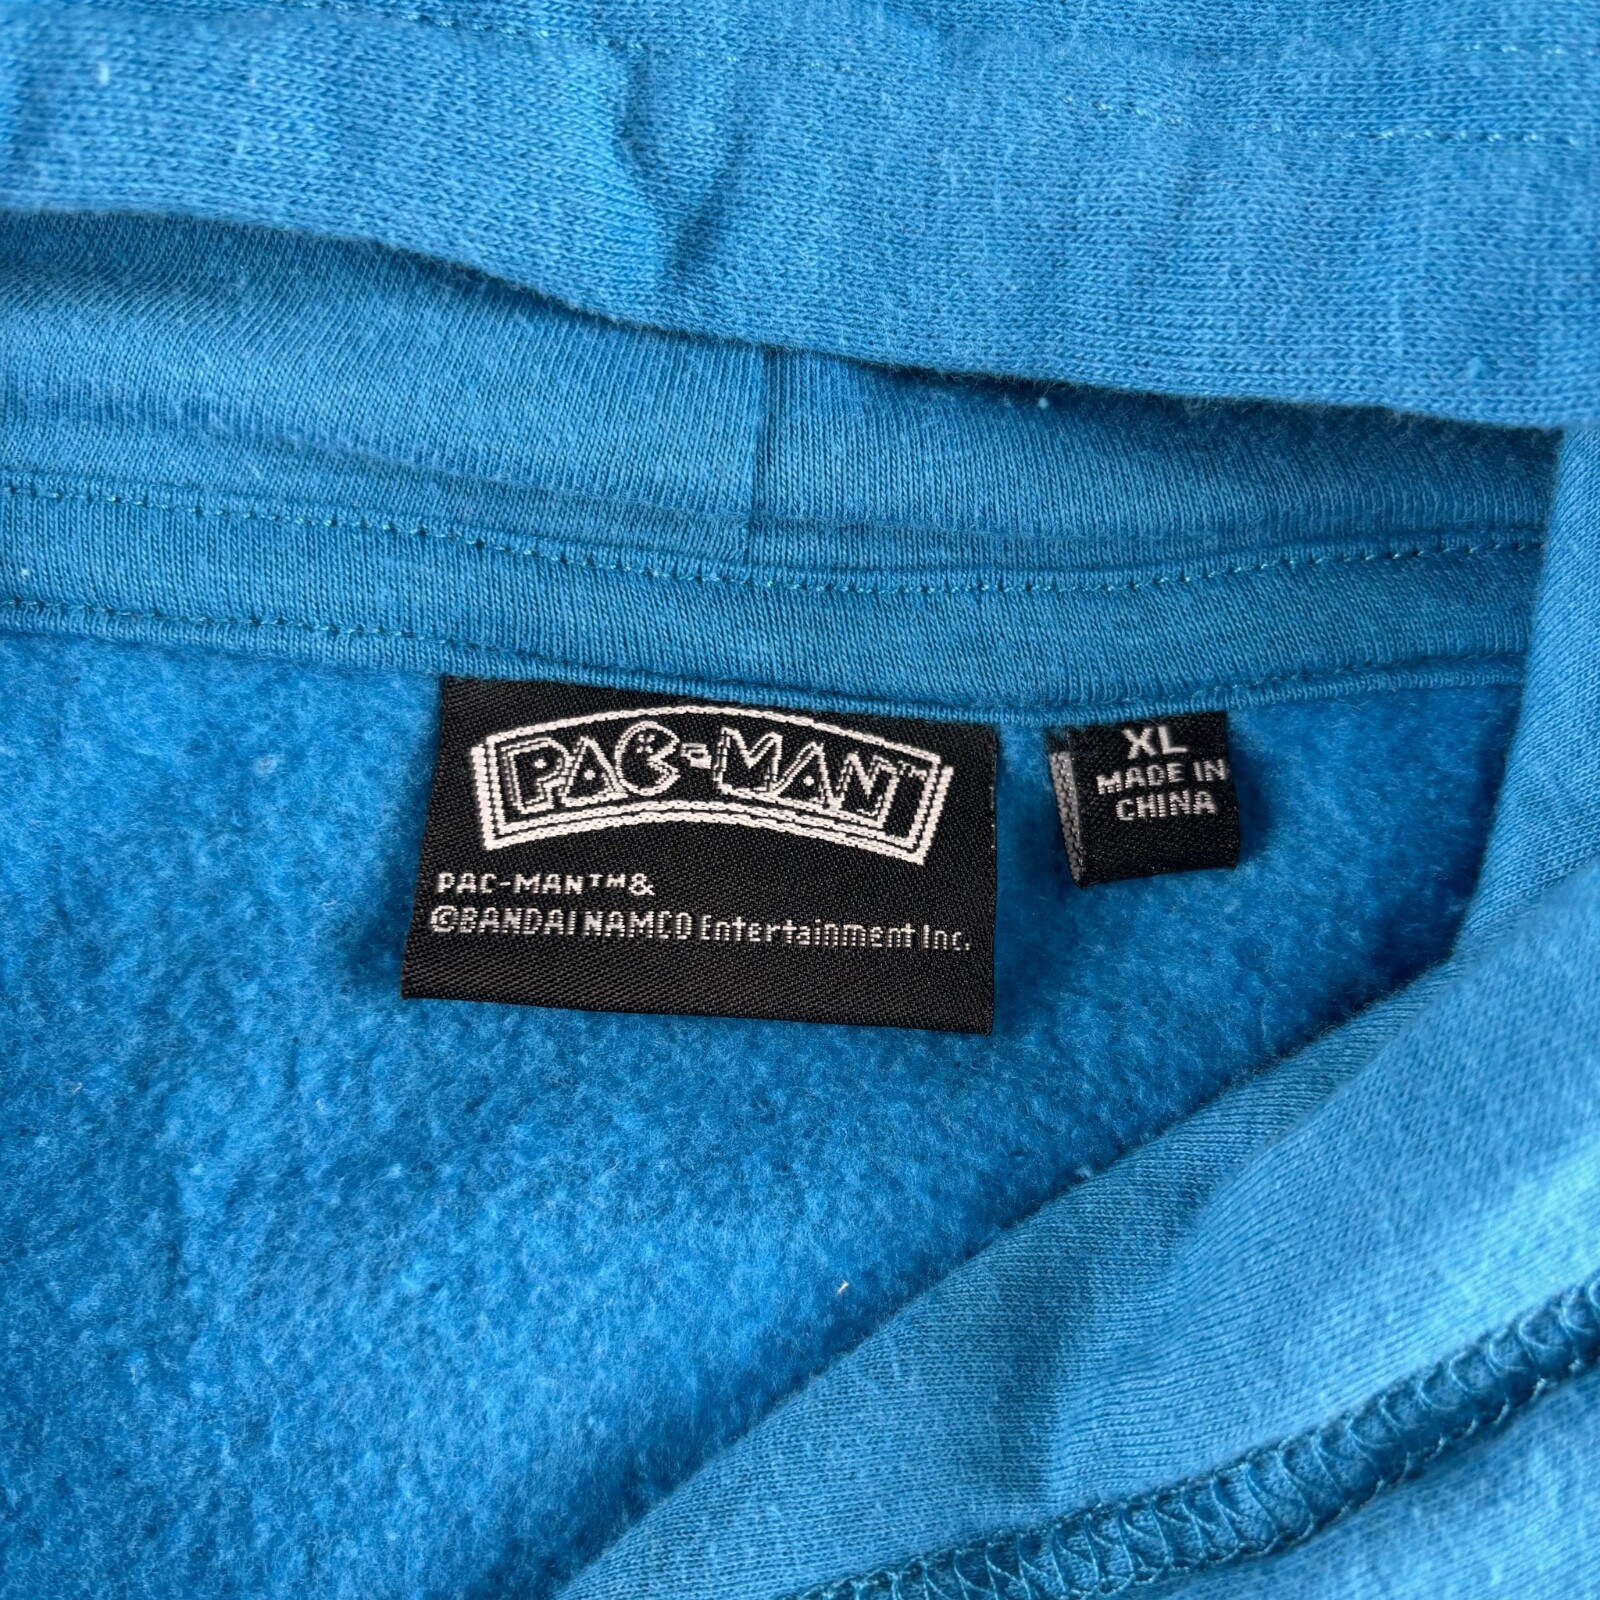 PAC-MAN™
PAC-MAN™&
©BANDAI NAMCO Entertainment Inc.
XL
MADE IN
CHINA